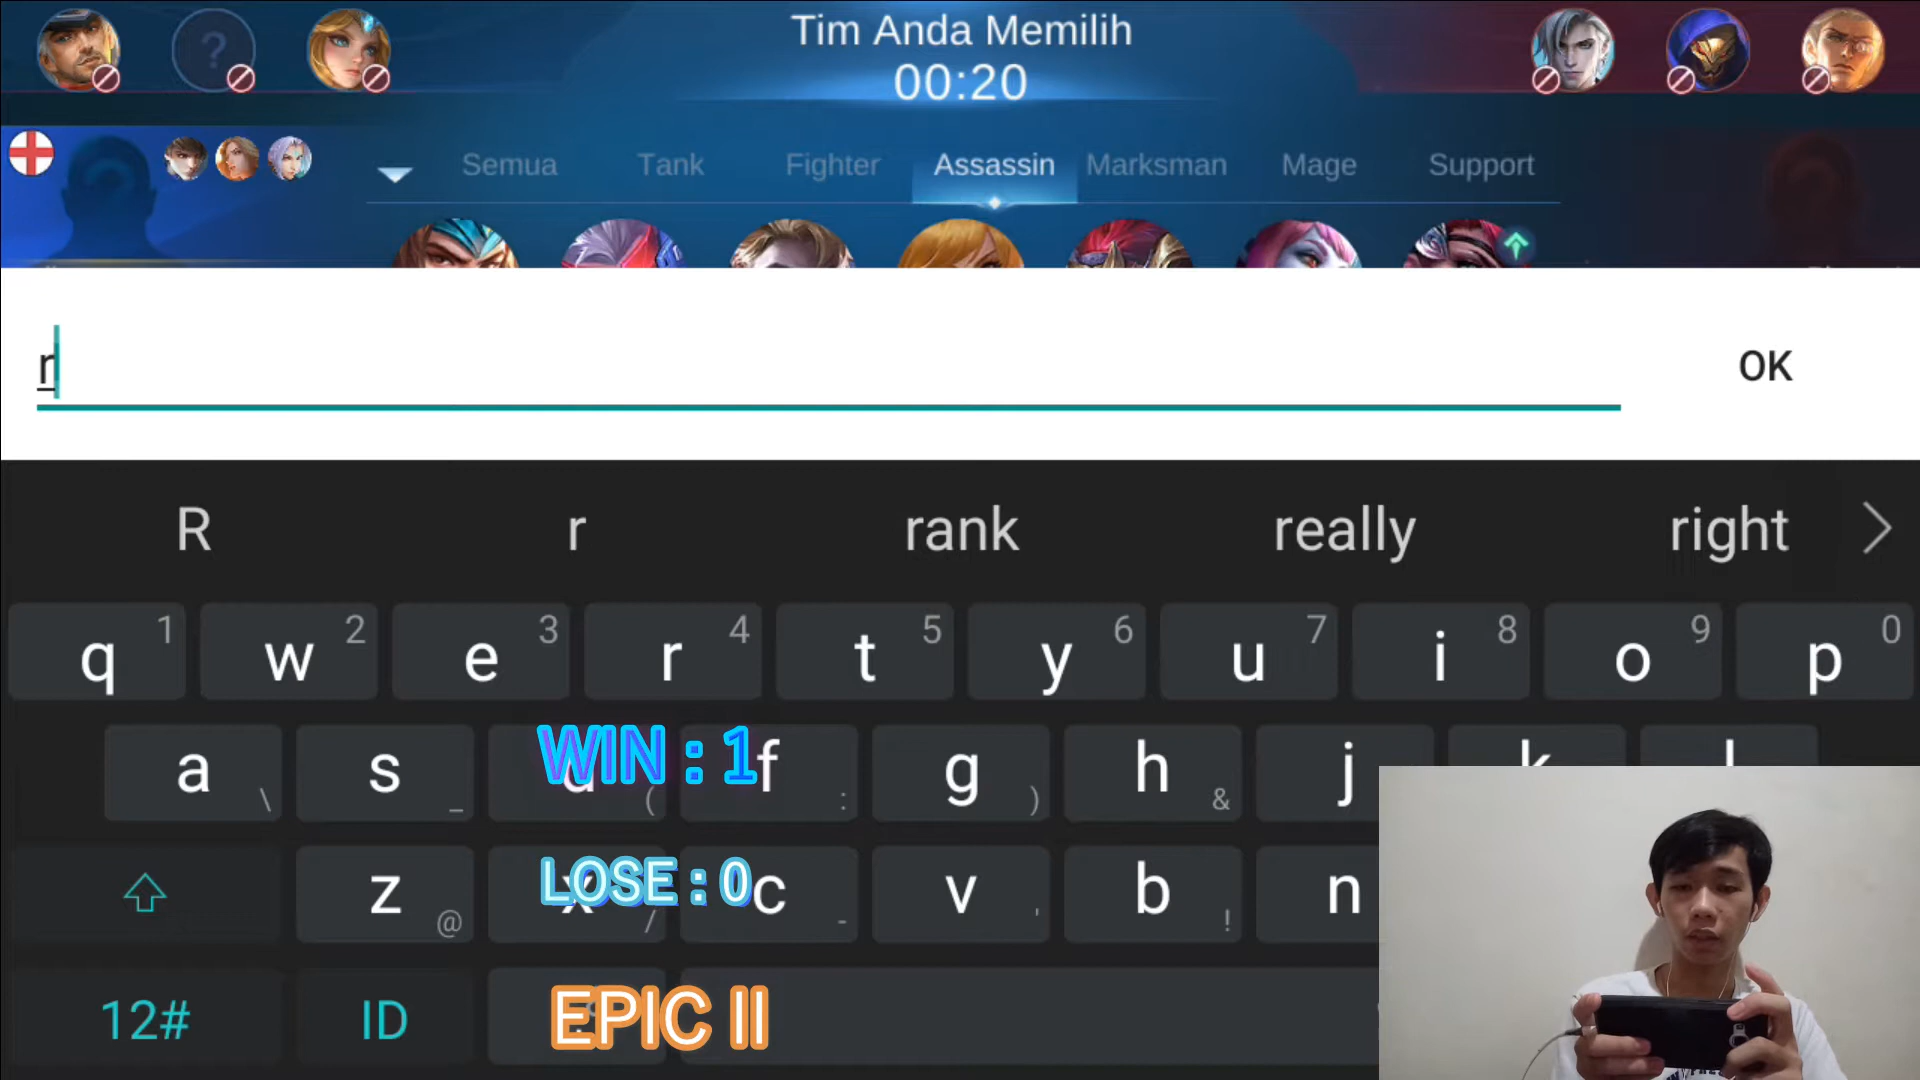 Tim Anda Memilih
00:20
Semua Tank Fighter Assassin Marksman Mage Support
r
OK
R r rank really right
q 1 w 2 e 3 r 4 t 5 y 6 u 7 i 8 o 9 p 0
a \ s _ d ( f : g ) h & j k l
WIN : 1
z @ x / c - v ' b ! n
LOSE : 0
12# ID
EPIC II